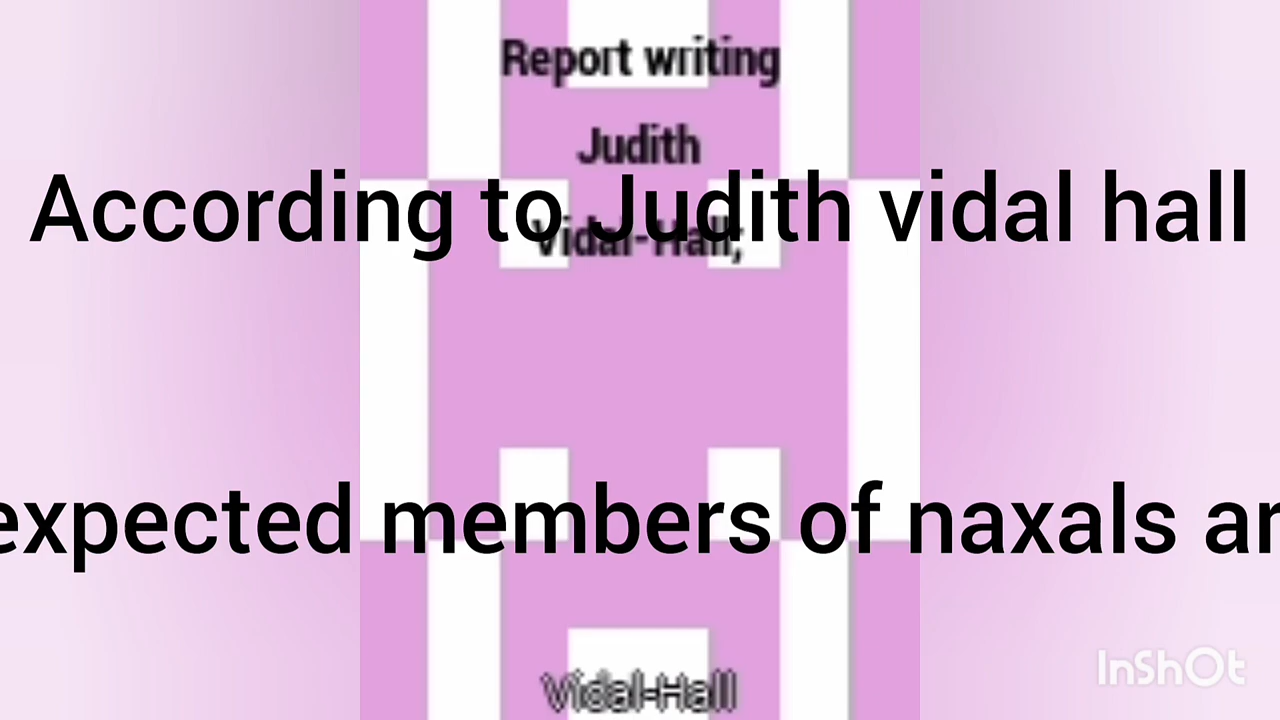 Report writing
Judith
According to Judith vidal hall
Vidal-Hall;
expected members of naxals ar
Vidal-Hall
InShOt